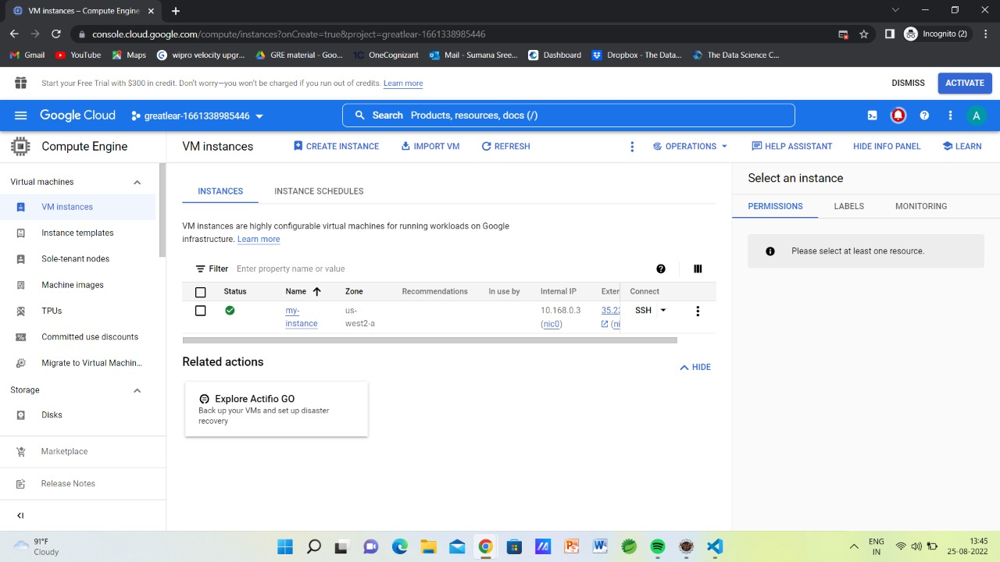 VM instances – Compute Engine
console.cloud.google.com/compute/instances?onCreate=true&project=greatlear-1661338985446
Incognito (2)
Gmail
YouTube
Maps
wipro velocity upgr...
GRE material - Goo...
OneCognizant
Mail - Sumana Sree...
Dashboard
Dropbox - The Data...
The Data Science C...
Start your Free Trial with $300 in credit. Don't worry—you won't be charged if you run out of credits. Learn more
DISMISS
ACTIVATE
Google Cloud
greatlear-1661338985446
Search Products, resources, docs (/)
A
Compute Engine
VM instances
CREATE INSTANCE
IMPORT VM
REFRESH
OPERATIONS
HELP ASSISTANT
HIDE INFO PANEL
LEARN
Virtual machines
VM instances
Instance templates
Sole-tenant nodes
Machine images
TPUs
Committed use discounts
Migrate to Virtual Machin...
Storage
Disks
Marketplace
Release Notes
INSTANCES
INSTANCE SCHEDULES
VM instances are highly configurable virtual machines for running workloads on Google
infrastructure. Learn more
Filter Enter property name or value
Status Name Zone Recommendations In use by Internal IP Exter Connect
my- us- 10.168.0.3 35.23 SSH
instance west2-a (nic0) (ni
Related actions
HIDE
Explore Actifio GO
Back up your VMs and set up disaster
recovery
Select an instance
PERMISSIONS
LABELS
MONITORING
Please select at least one resource.
91°F
Cloudy
ENG
IN
13:45
25-08-2022